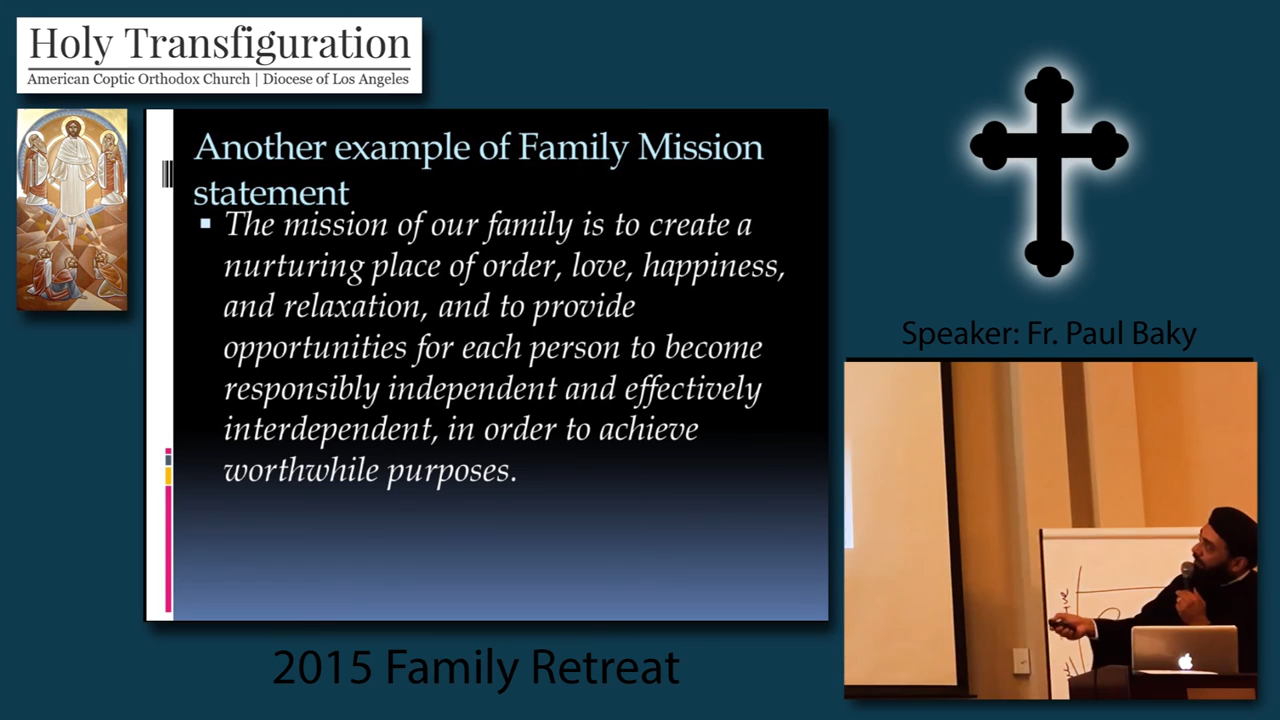 Holy Transfiguration
American Coptic Orthodox Church | Diocese of Los Angeles
Another example of Family Mission
statement
The mission of our family is to create a
nurturing place of order, love, happiness,
and relaxation, and to provide
opportunities for each person to become
responsibly independent and effectively
interdependent, in order to achieve
worthwhile purposes.
Speaker: Fr. Paul Baky
2015 Family Retreat